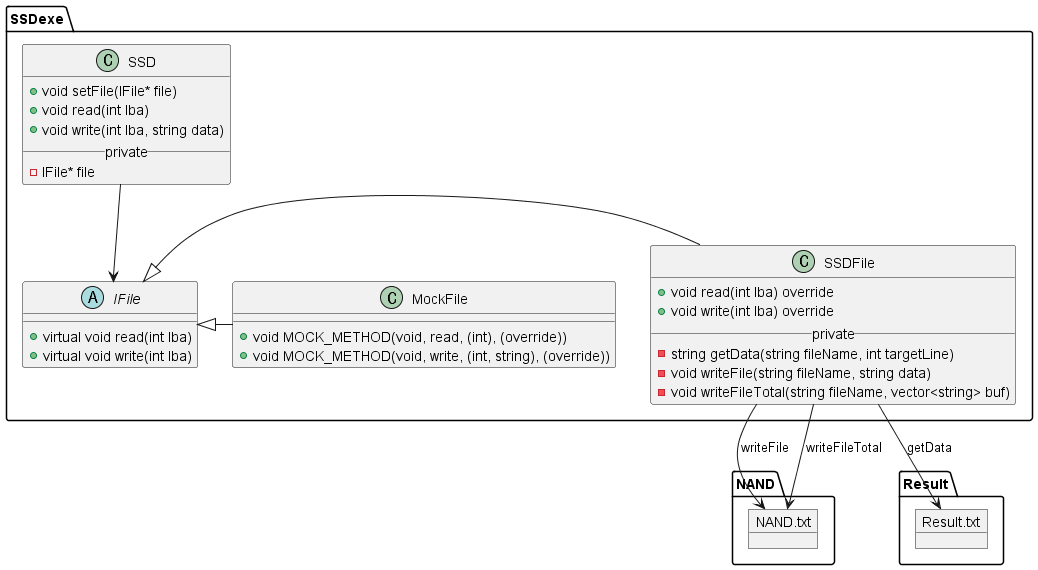 SSDexe
C SSD
void setFile(IFile* file)
void read(int lba)
void write(int lba, string data)
private
IFile* file
A IFile
virtual void read(int lba)
virtual void write(int lba)
C MockFile
void MOCK_METHOD(void, read, (int), (override))
void MOCK_METHOD(void, write, (int, string), (override))
C SSDFile
void read(int lba) override
void write(int lba) override
private
string getData(string fileName, int targetLine)
void writeFile(string fileName, string data)
void writeFileTotal(string fileName, vector<string> buf)
writeFile
writeFileTotal
getData
NAND
NAND.txt
Result
Result.txt